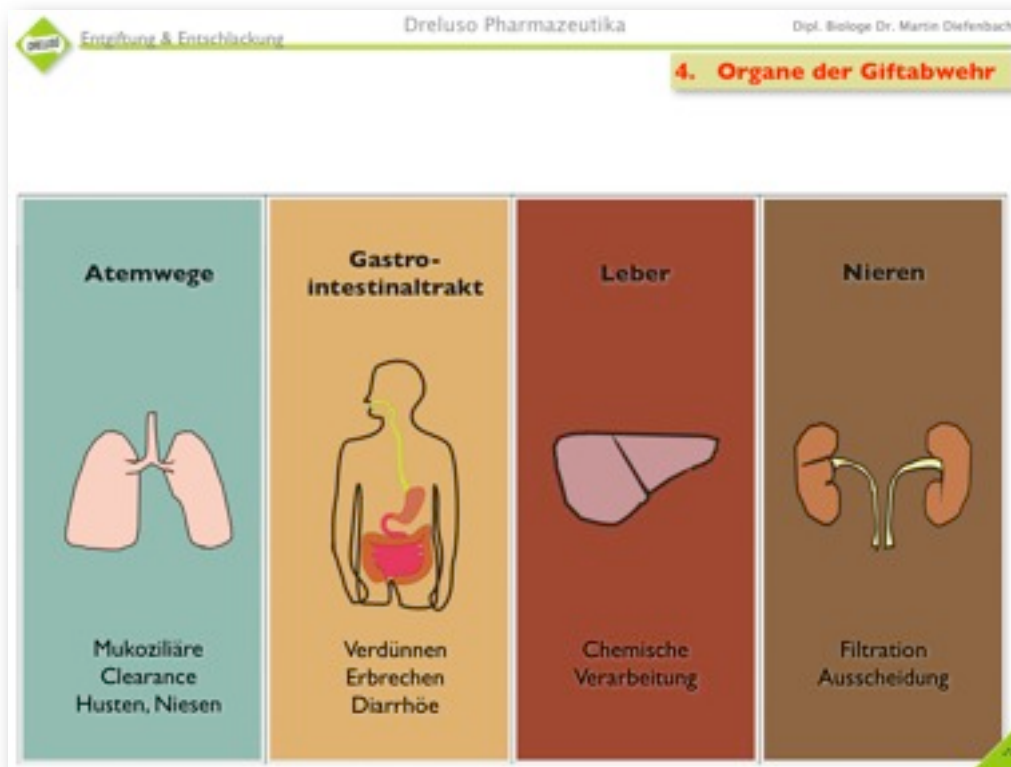 Dreluso Pharmazeutika
Dipl. Biologe Dr. Martin Diefenbach
DRELUSO
Entgiftung & Entschlackung
4. Organe der Giftabwehr
Atemwege
Mukoziliäre
Clearance
Husten, Niesen
Gastro-
intestinaltrakt
Verdünnen
Erbrechen
Diarrhöe
Leber
Chemische
Verarbeitung
Nieren
Filtration
Ausscheidung